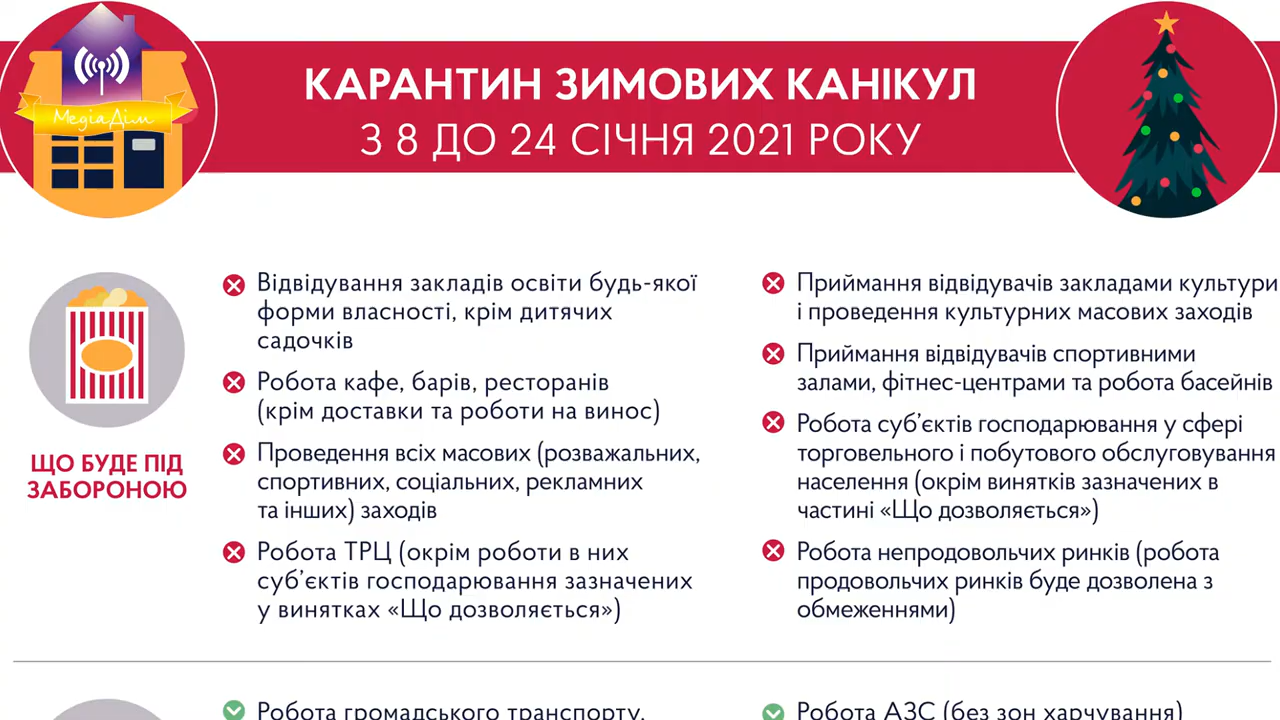 МедіаДім
КАРАНТИН ЗИМОВИХ КАНІКУЛ
З 8 ДО 24 СІЧНЯ 2021 РОКУ
ЩО БУДЕ ПІД
ЗАБОРОНОЮ
Відвідування закладів освіти будь-якої
форми власності, крім дитячих
садочків
Робота кафе, барів, ресторанів
(крім доставки та роботи на винос)
Проведення всіх масових (розважальних,
спортивних, соціальних, рекламних
та інших) заходів
Робота ТРЦ (окрім роботи в них
суб’єктів господарювання зазначених
у винятках «Що дозволяється»)
Приймання відвідувачів закладами культури
і проведення культурних масових заходів
Приймання відвідувачів спортивними
залами, фітнес-центрами та робота басейнів
Робота суб’єктів господарювання у сфері
торговельного і побутового обслуговування
населення (окрім винятків зазначених в
частині «Що дозволяється»)
Робота непродовольчих ринків (робота
продовольчих ринків буде дозволена з
обмеженнями)
Робота громадського транспорту,
Робота АЗС (без зон харчування)